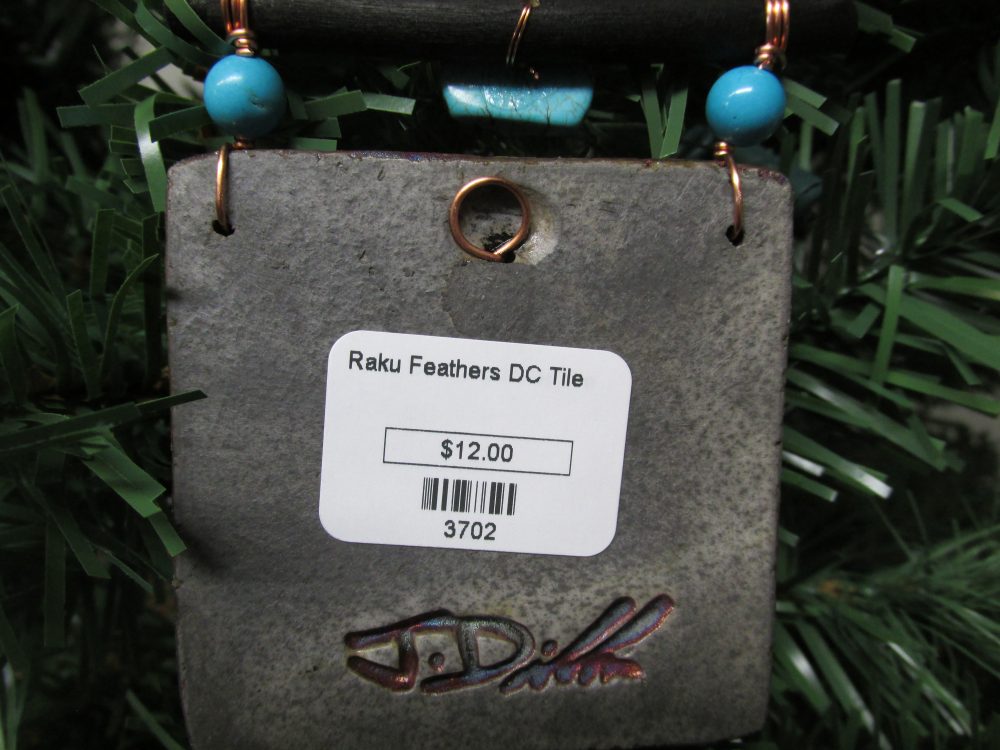 Raku Feathers DC Tile
$12.00
3702
J. Dill